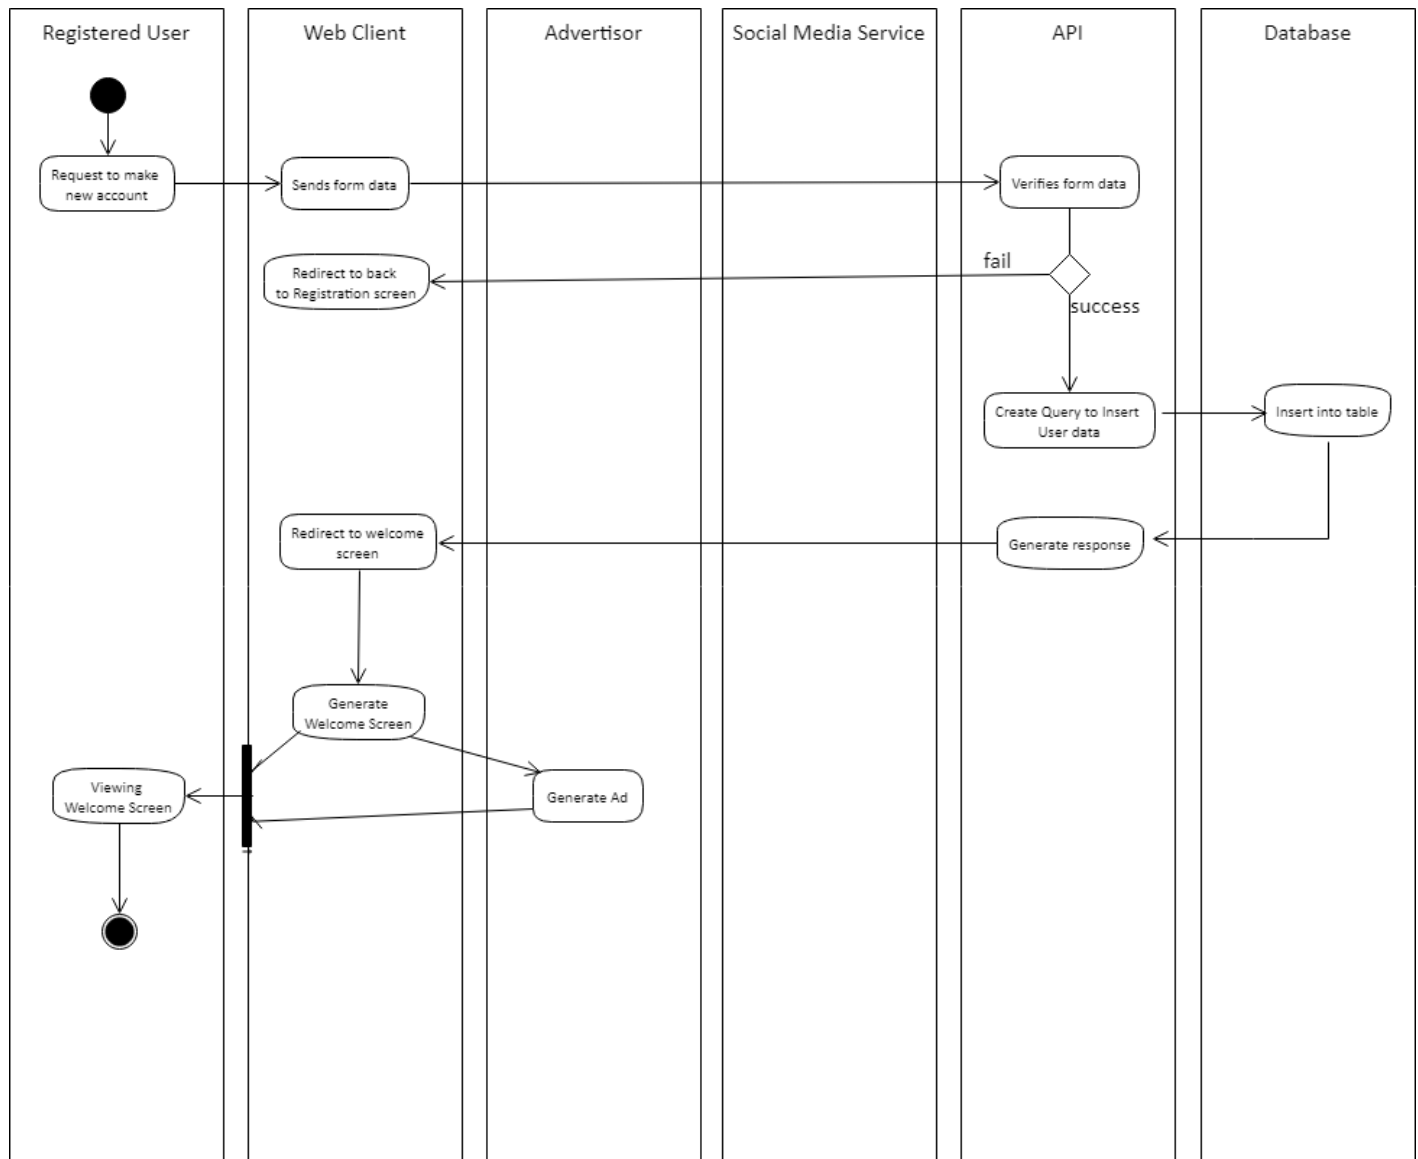 Registered User
Web Client
Advertisor
Social Media Service
API
Database
Request to make
new account
Sends form data
Verifies form data
Redirect to back
to Registration screen
fail
success
Create Query to Insert
User data
Insert into table
Redirect to welcome
screen
Generate response
Generate
Welcome Screen
Viewing
Welcome Screen
Generate Ad